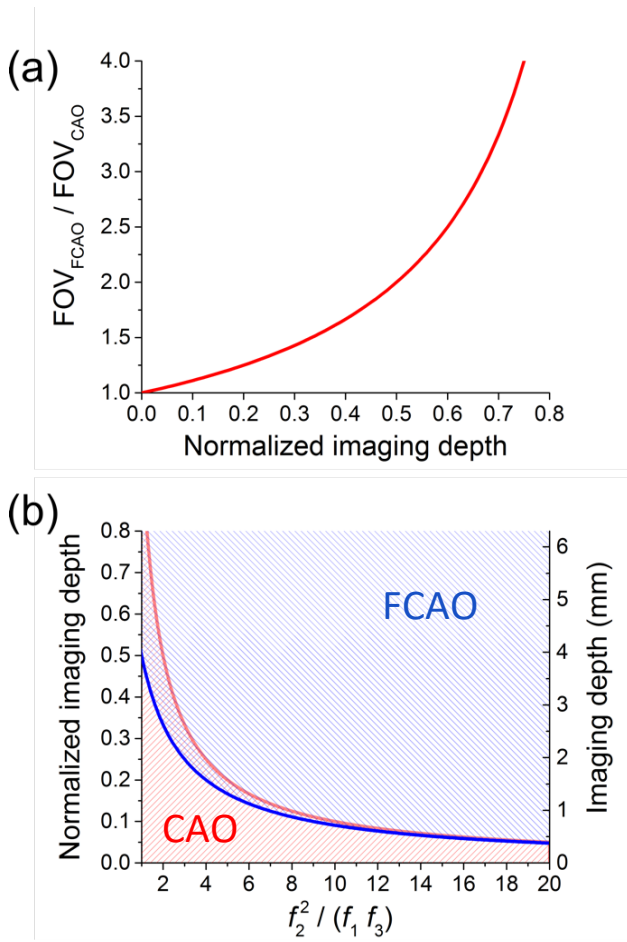 (a)
FOV_FCAO / FOV_CAO
4.0
3.5
3.0
2.5
2.0
1.5
1.0
0.0 0.1 0.2 0.3 0.4 0.5 0.6 0.7 0.8
Normalized imaging depth
(b)
Normalized imaging depth
0.8
0.7
0.6
0.5
0.4
0.3
0.2
0.1
0.0
FCAO
CAO
6
5
4
3
2
1
0
Imaging depth (mm)
2 4 6 8 10 12 14 16 18 20
f₂² / (f₁ f₃)